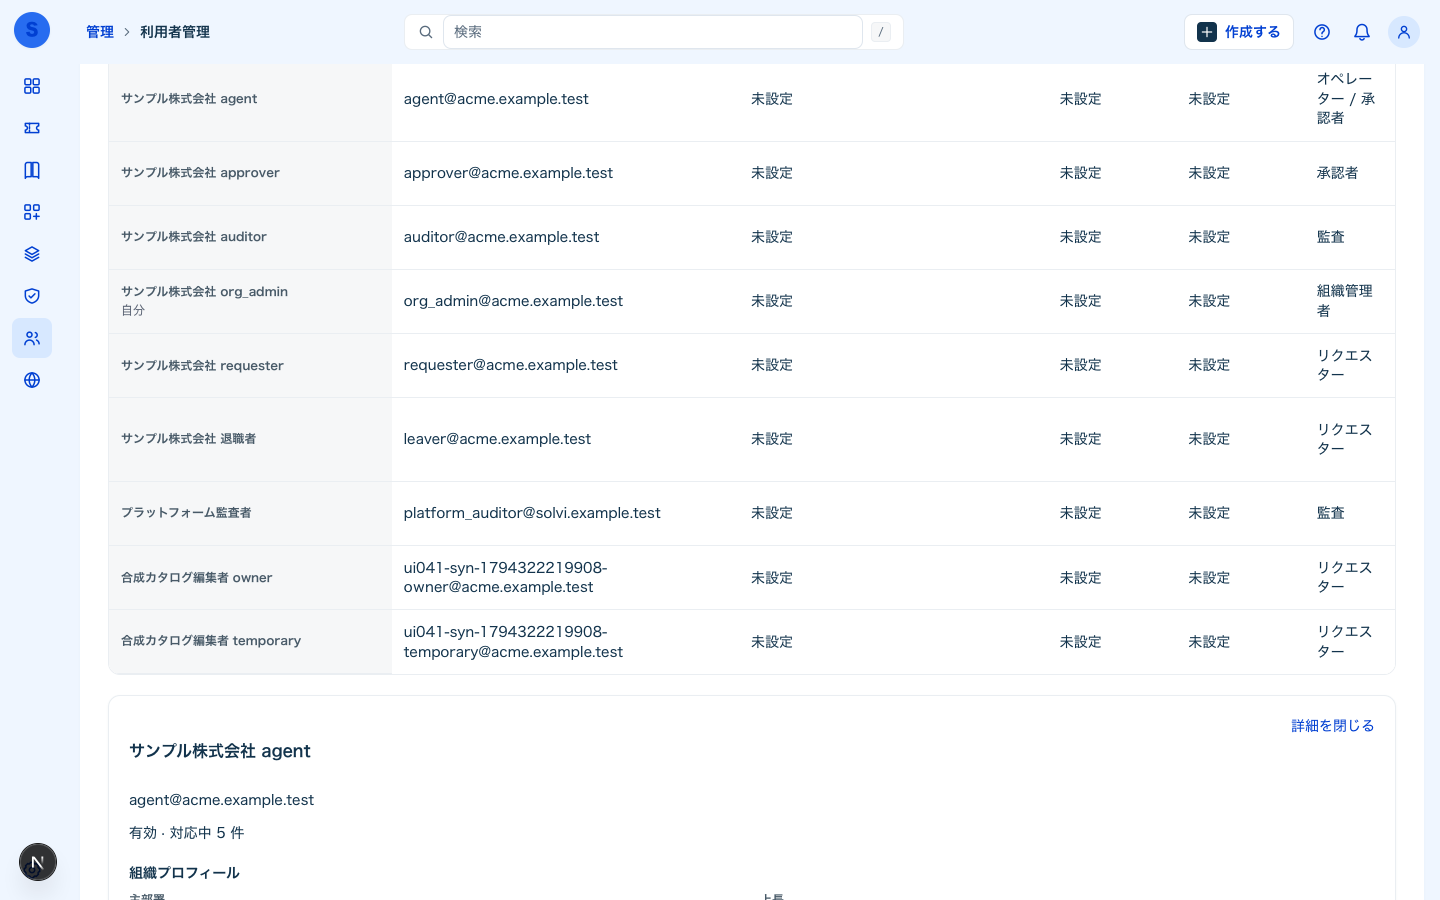 S
管理 › 利用者管理
検索
/
作成する
サンプル株式会社 agent
agent@acme.example.test
未設定
未設定
未設定
オペレー
ター / 承
認者
サンプル株式会社 approver
approver@acme.example.test
未設定
未設定
未設定
承認者
サンプル株式会社 auditor
auditor@acme.example.test
未設定
未設定
未設定
監査
サンプル株式会社 org_admin
自分
org_admin@acme.example.test
未設定
未設定
未設定
組織管理
者
サンプル株式会社 requester
requester@acme.example.test
未設定
未設定
未設定
リクエス
ター
サンプル株式会社 退職者
leaver@acme.example.test
未設定
未設定
未設定
リクエス
ター
プラットフォーム監査者
platform_auditor@solvi.example.test
未設定
未設定
未設定
監査
合成カタログ編集者 owner
ui041-syn-1794322219908-
owner@acme.example.test
未設定
未設定
未設定
リクエス
ター
合成カタログ編集者 temporary
ui041-syn-1794322219908-
temporary@acme.example.test
未設定
未設定
未設定
リクエス
ター
詳細を閉じる
サンプル株式会社 agent
agent@acme.example.test
有効 · 対応中 5 件
組織プロフィール
主部署
上長
N